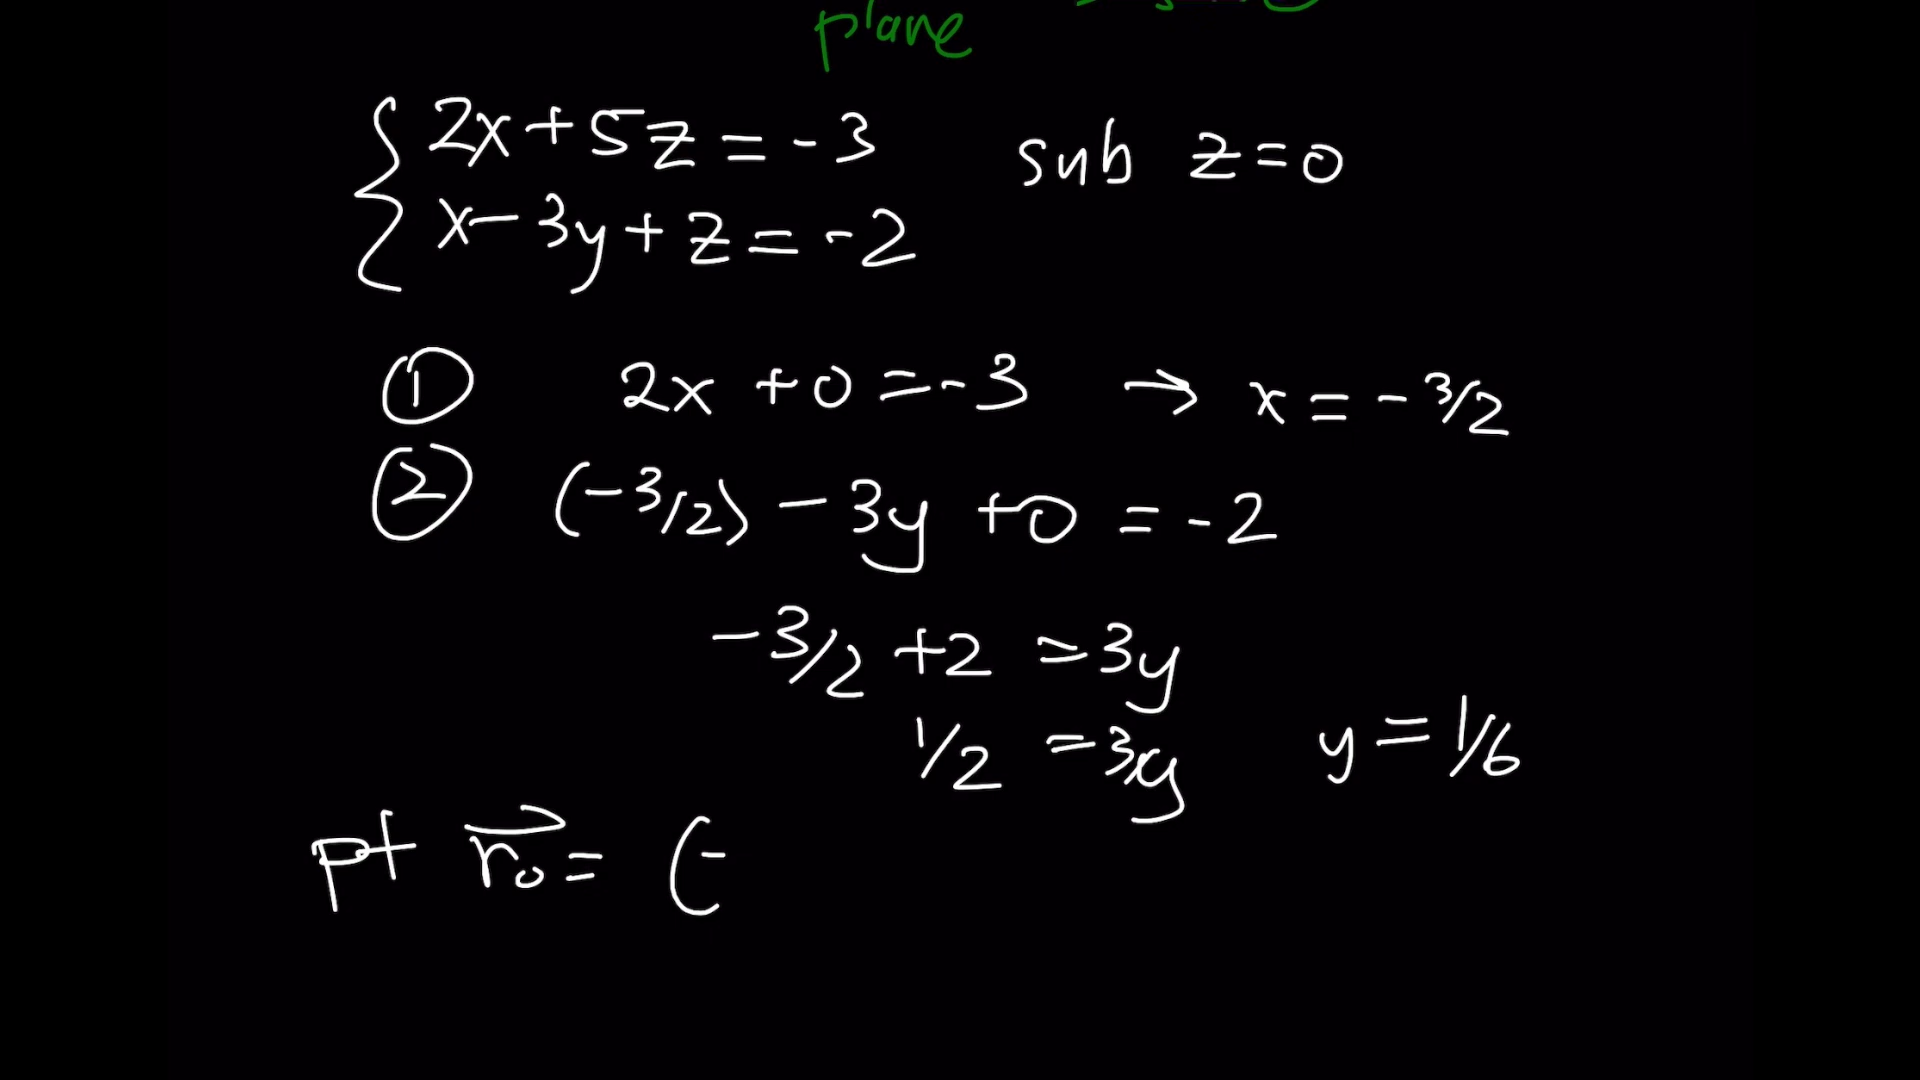 plane
2x+5z=-3 sub z=0
x-3y+z=-2
① 2x+0=-3 → x=-3/2
② (-3/2)-3y+0=-2
-3/2+2=3y
1/2=3y y=1/6
pt r₀⃗= (-